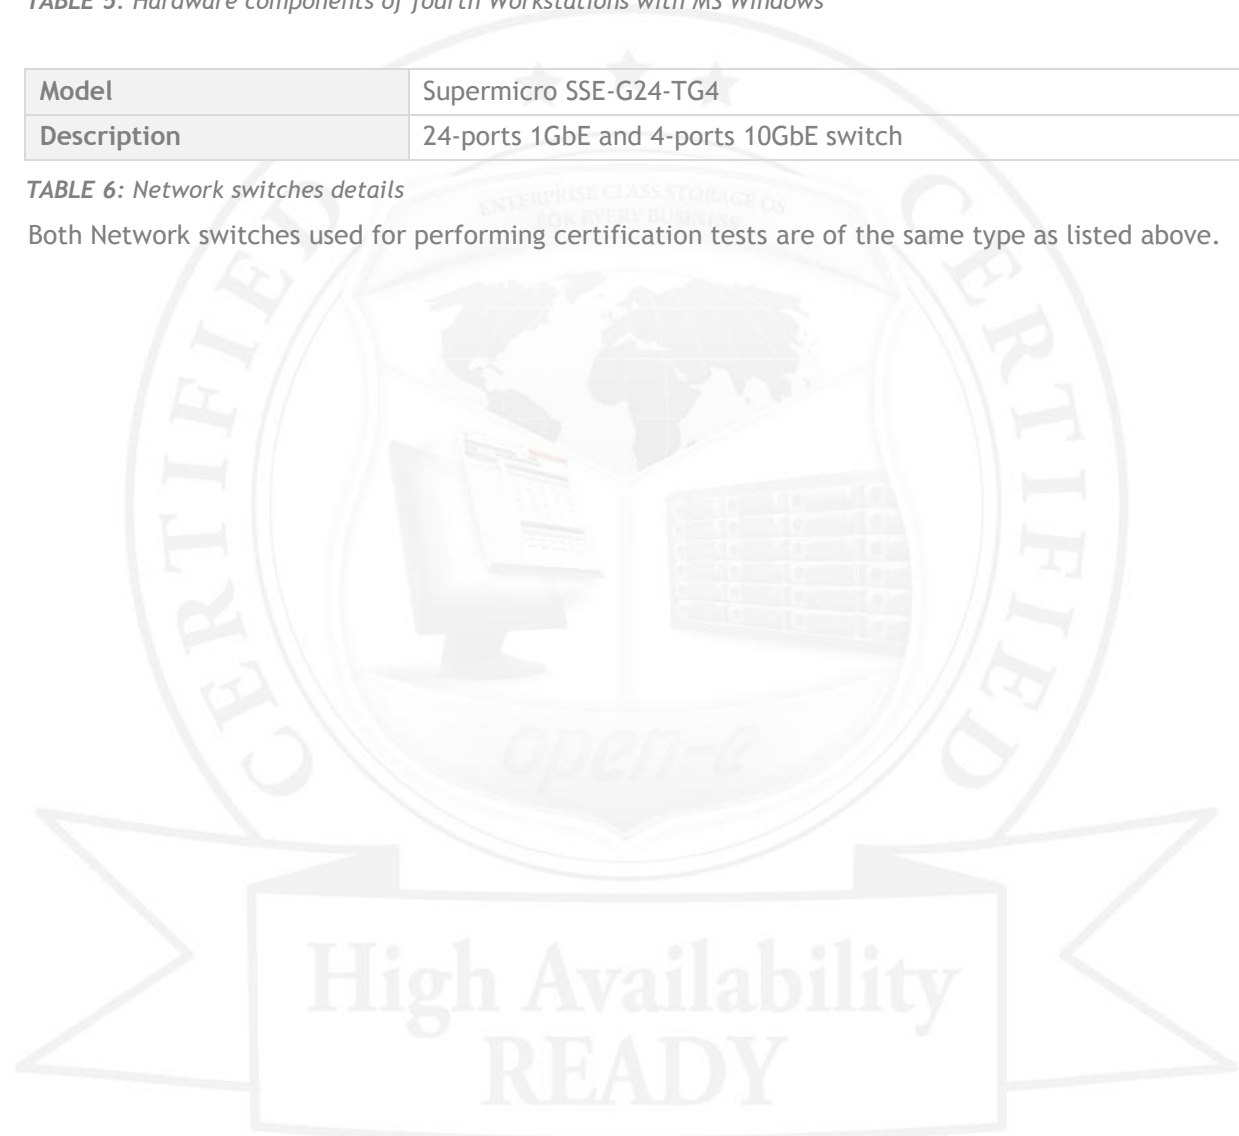 TABLE 5: Hardware components of fourth Workstations with MS Windows
Model Supermicro SSE-G24-TG4
Description 24-ports 1GbE and 4-ports 10GbE switch
TABLE 6: Network switches details
ENTERPRISE CLASS STORAGE OS
FOR EVERY BUSINESS
Both Network switches used for performing certification tests are of the same type as listed above.
CERTIFIED
CERTIFIED
open-e
High Availability
READY